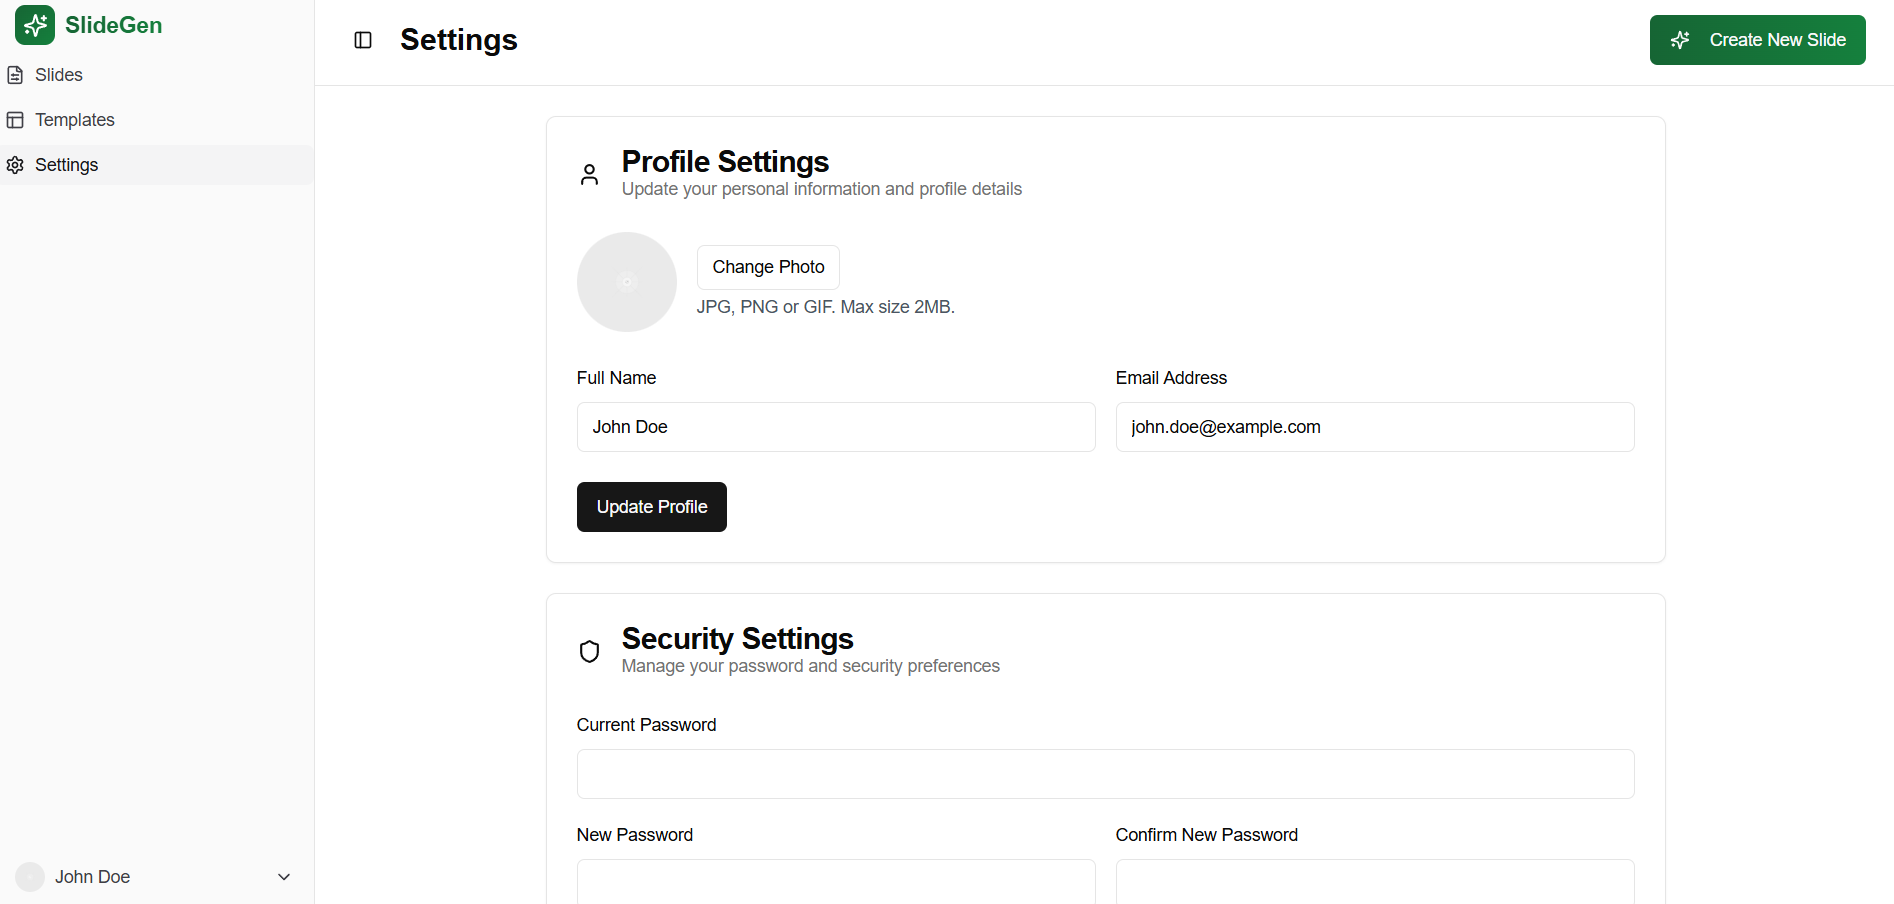 SlideGen
Slides
Templates
Settings
John Doe
Settings
Create New Slide
Profile Settings
Update your personal information and profile details
Change Photo
JPG, PNG or GIF. Max size 2MB.
Full Name
John Doe
Email Address
john.doe@example.com
Update Profile
Security Settings
Manage your password and security preferences
Current Password
New Password
Confirm New Password